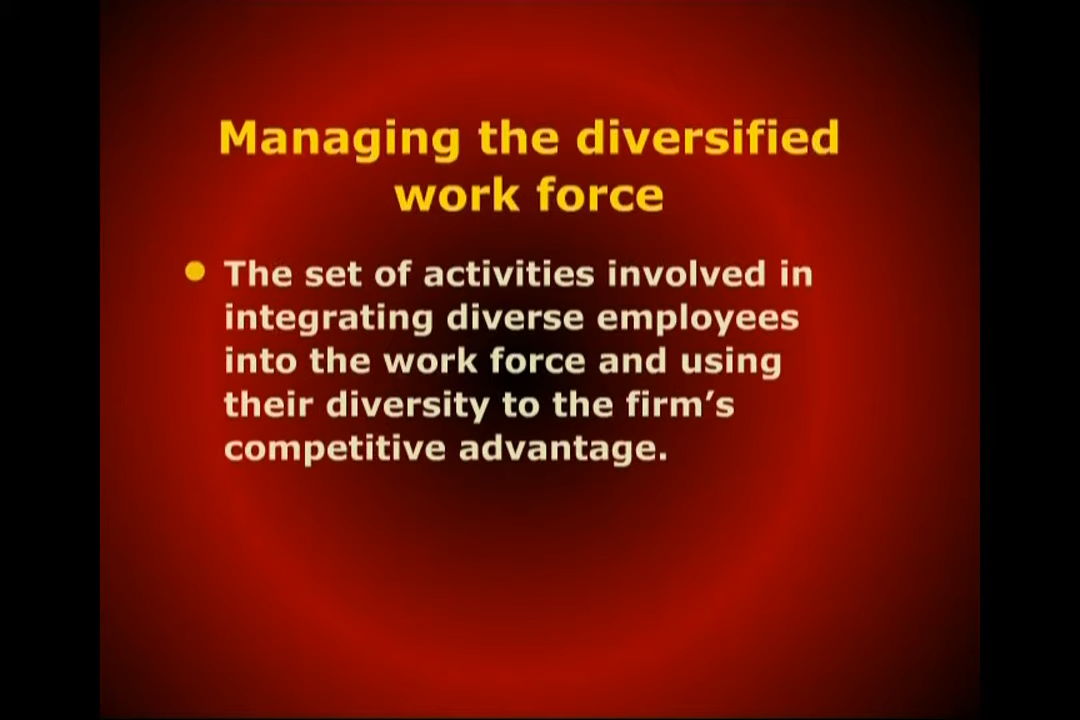 Managing the diversified
work force
The set of activities involved in
integrating diverse employees
into the work force and using
their diversity to the firm’s
competitive advantage.